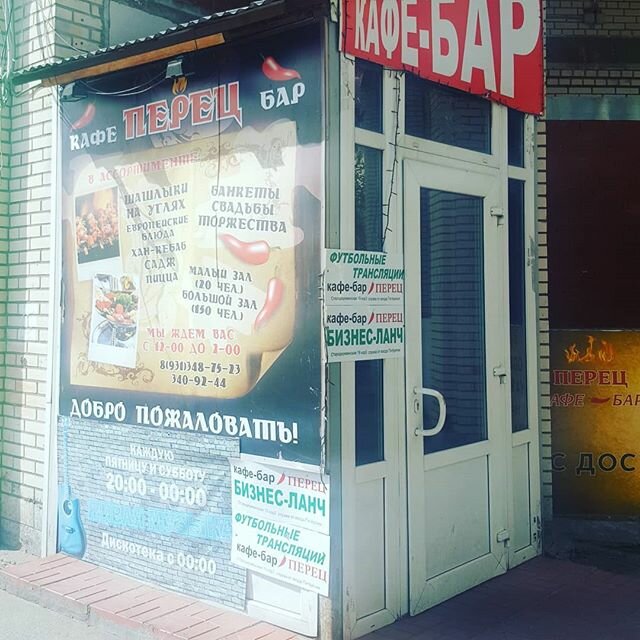 КАФЕ-БАР
КАФЕ ПЕРЕЦ БАР
В АССОРТИМЕНТЕ
ШАШЛЫКИ
НА УГЛЯХ
ЕВРОПЕЙСКИЕ
БЛЮДА
ХАН-КЕБАБ
САДЖ
ПИЦЦА
БАНКЕТЫ
СВАДЬБЫ
ТОРЖЕСТВА
МАЛЫЙ ЗАЛ
(20 ЧЕЛ.)
БОЛЬШОЙ ЗАЛ
(150 ЧЕЛ.)
МЫ ЖДЕМ ВАС
С 12-00 ДО 2-00
8(931)348-75-23
340-92-44
ДОБРО ПОЖАЛОВАТЬ!
КАЖДУЮ
ПЯТНИЦУ И СУББОТУ
20:00 - 00:00
Дискотека с 00:00
ФУТБОЛЬНЫЕ
ТРАНСЛЯЦИИ
кафе-бар ПЕРЕЦ
кафе-бар ПЕРЕЦ
БИЗНЕС-ЛАНЧ
кафе-бар ПЕРЕЦ
БИЗНЕС-ЛАНЧ
ФУТБОЛЬНЫЕ
ТРАНСЛЯЦИИ
кафе-бар ПЕРЕЦ
ПЕРЕЦ
АФЕ БАР
С ДОС